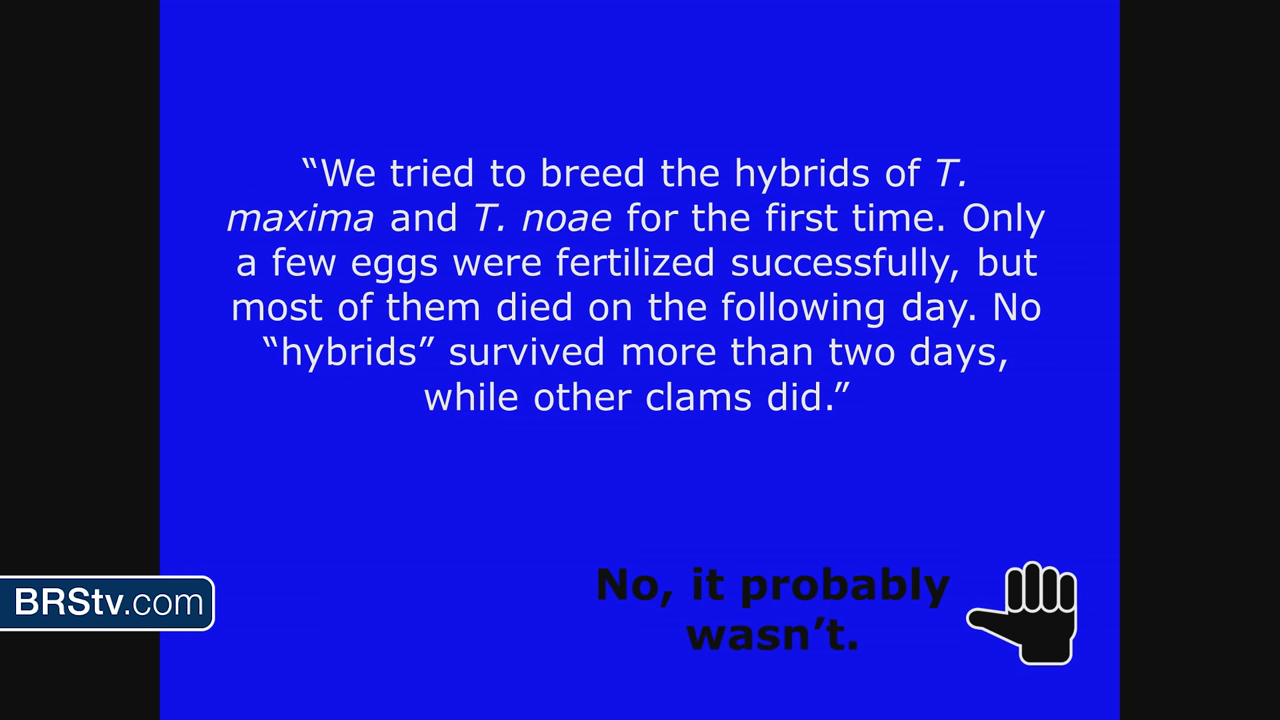 “We tried to breed the hybrids of T.
maxima and T. noae for the first time. Only
a few eggs were fertilized successfully, but
most of them died on the following day. No
“hybrids” survived more than two days,
while other clams did.”
No, it probably
wasn’t.
BRStv.com